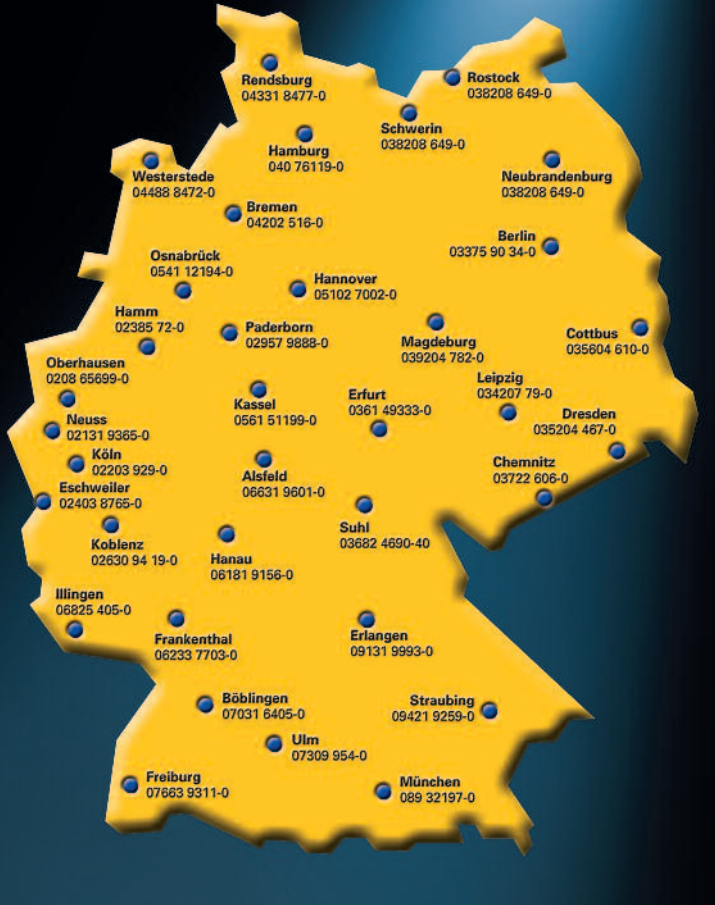 Rendsburg
04331 8477-0
Rostock
038208 649-0
Schwerin
038208 649-0
Hamburg
040 76119-0
Westerstede
04488 8472-0
Neubrandenburg
038208 649-0
Bremen
04202 516-0
Berlin
03375 90 34-0
Osnabrück
0541 12194-0
Hannover
05102 7002-0
Hamm
02385 72-0
Paderborn
02957 9888-0
Magdeburg
039204 782-0
Cottbus
035604 610-0
Oberhausen
0208 65699-0
Kassel
0561 51199-0
Erfurt
0361 49333-0
Leipzig
034207 79-0
Dresden
035204 467-0
Neuss
02131 9365-0
Köln
02203 929-0
Alsfeld
06631 9601-0
Chemnitz
03722 606-0
Eschweiler
02403 8765-0
Koblenz
02630 94 19-0
Suhl
03682 4690-40
Hanau
06181 9156-0
Illingen
06825 405-0
Frankenthal
06233 7703-0
Erlangen
09131 9993-0
Böblingen
07031 6405-0
Straubing
09421 9259-0
Ulm
07309 954-0
Freiburg
07663 9311-0
München
089 32197-0